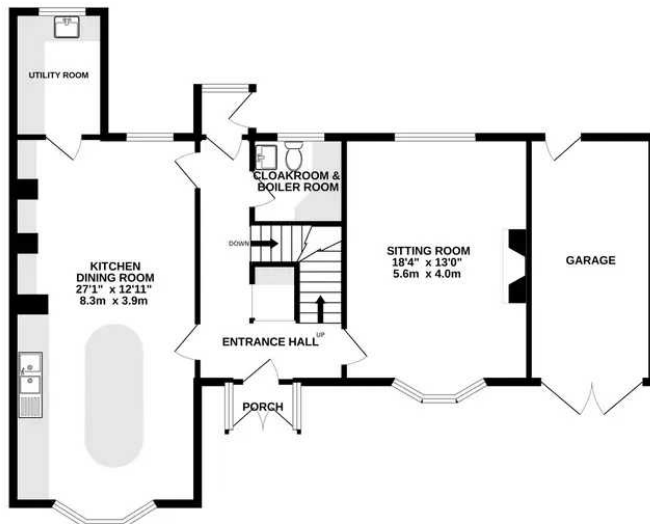 UTILITY ROOM
CLOAKROOM &
BOILER ROOM
DOWN
KITCHEN
DINING ROOM
27'1" x 12'11"
8.3m x 3.9m
SITTING ROOM
18'4" x 13'0"
5.6m x 4.0m
GARAGE
UP
ENTRANCE HALL
PORCH